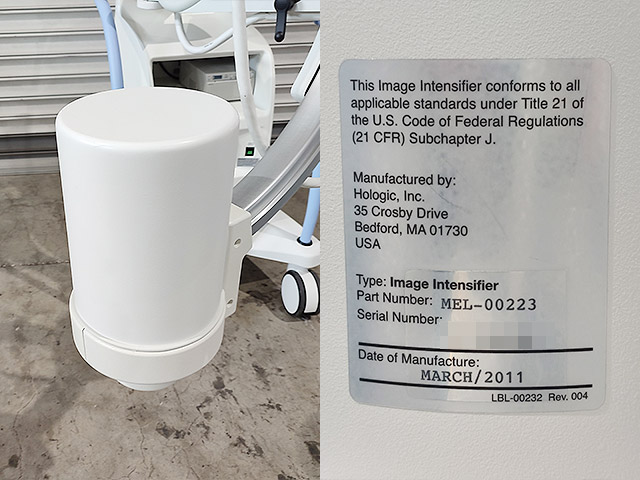 This Image Intensifier conforms to all
applicable standards under Title 21 of
the U.S. Code of Federal Regulations
(21 CFR) Subchapter J.
Manufactured by:
Hologic, Inc.
35 Crosby Drive
Bedford, MA 01730
USA
Type: Image Intensifier
Part Number: MEL-00223
Serial Number:
Date of Manufacture:
MARCH/2011
LBL-00232 Rev. 004